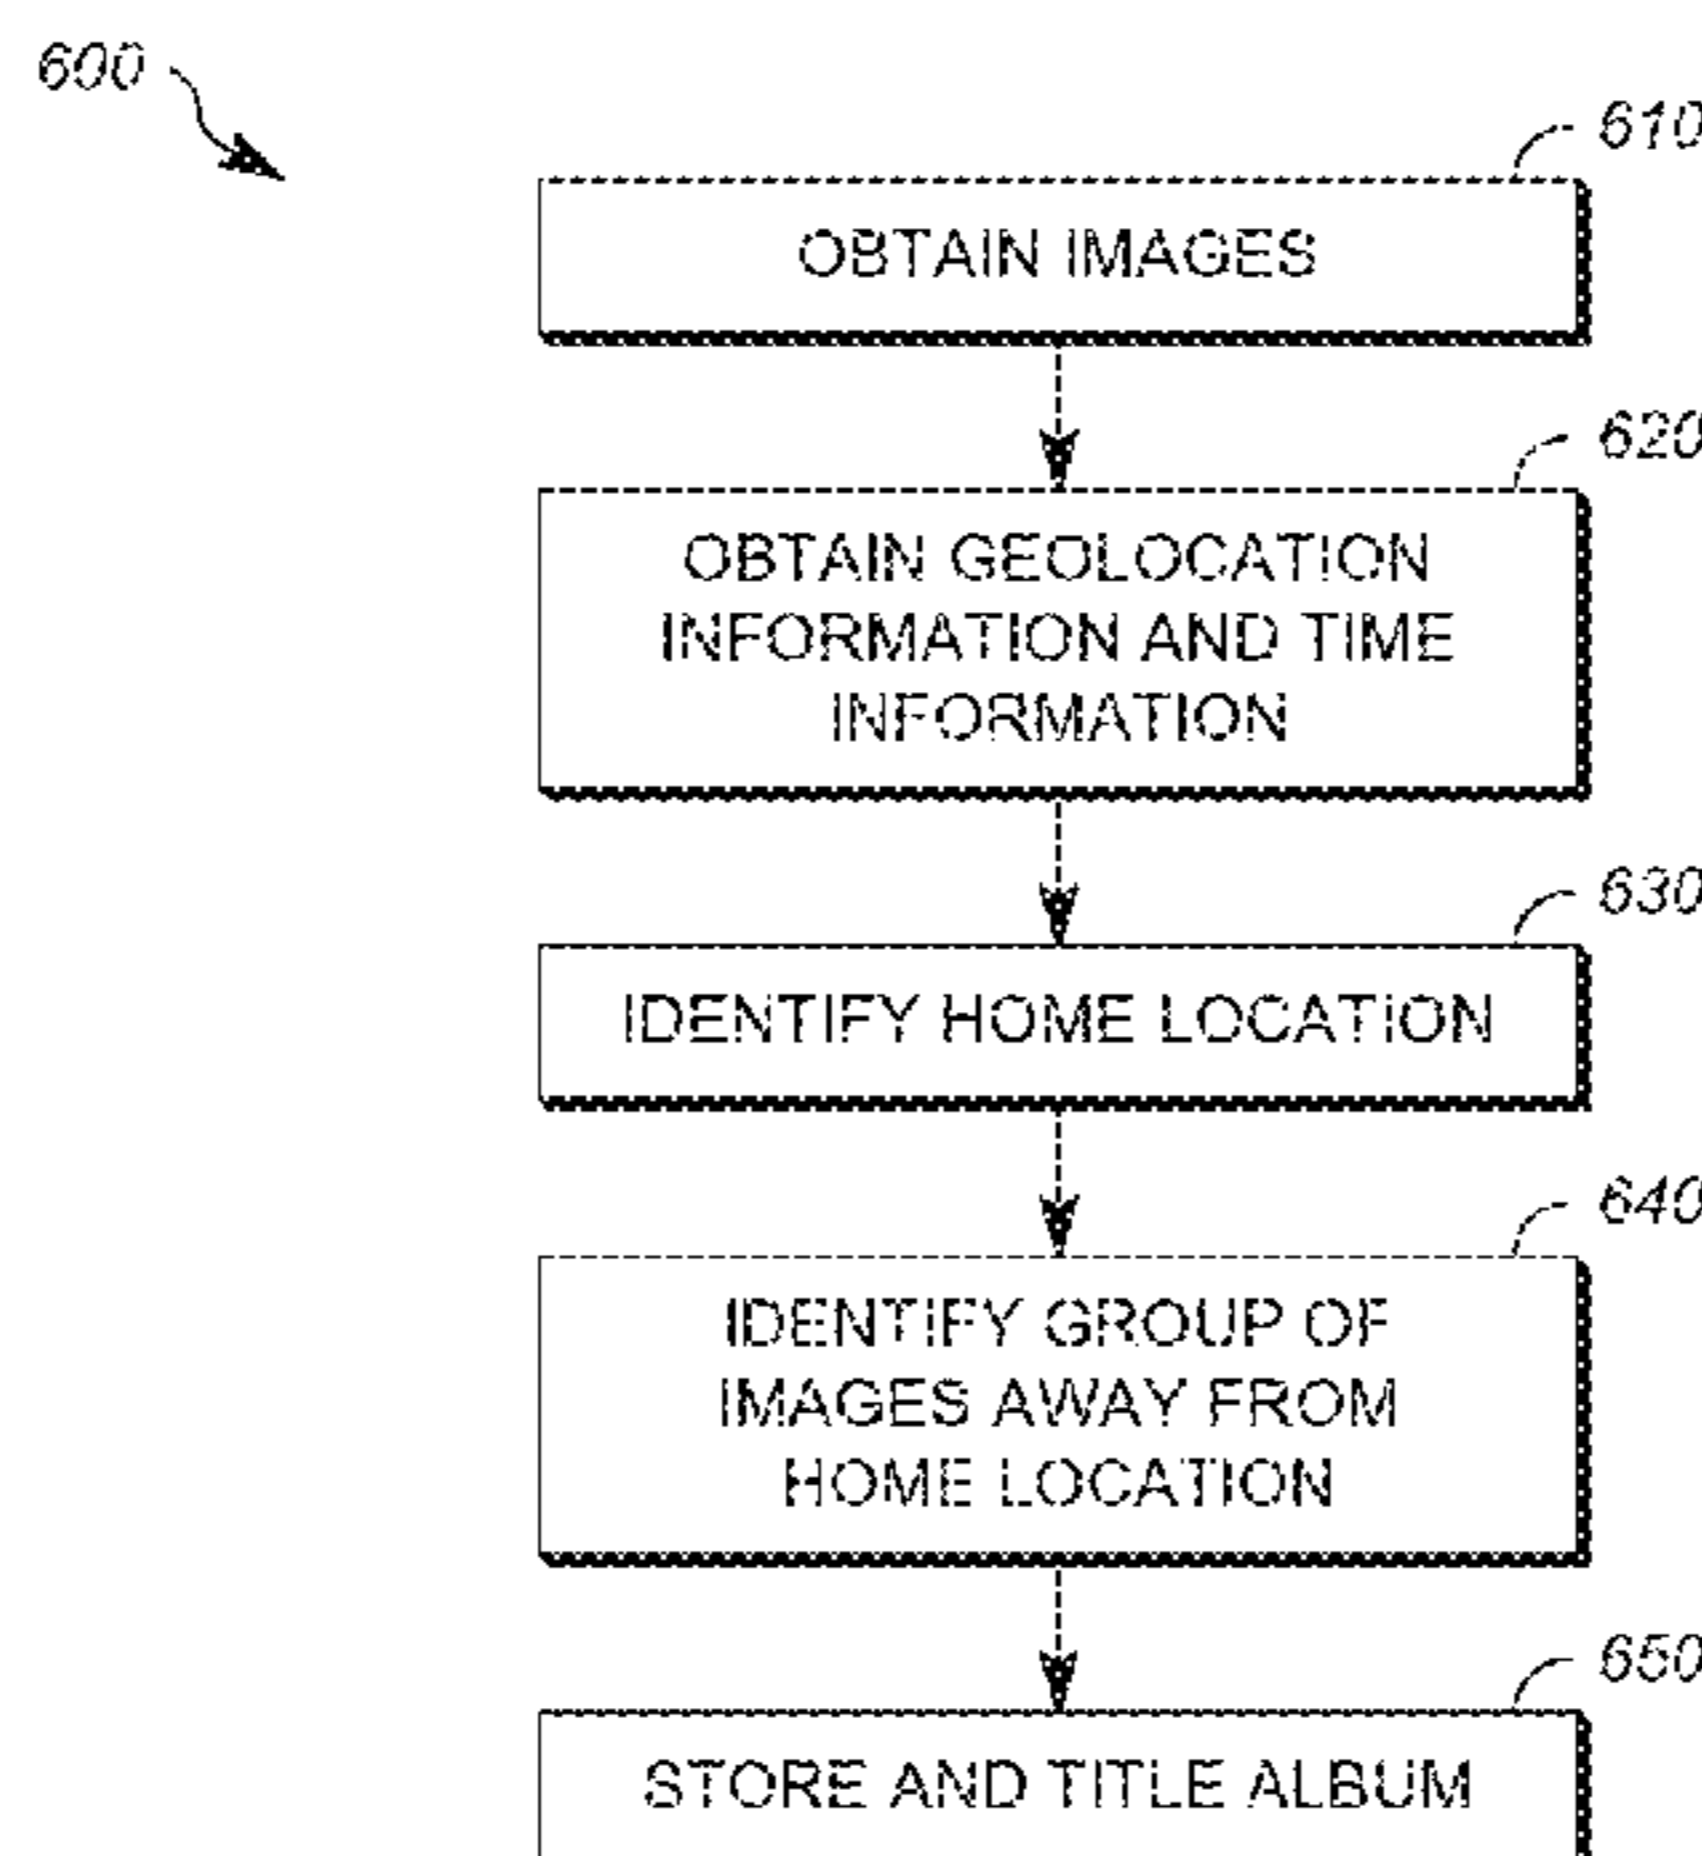 600
610
OBTAIN IMAGES
620
OBTAIN GEOLOCATION
INFORMATION AND TIME
INFORMATION
630
IDENTIFY HOME LOCATION
640
IDENTIFY GROUP OF
IMAGES AWAY FROM
HOME LOCATION
650
STORE AND TITLE ALBUM